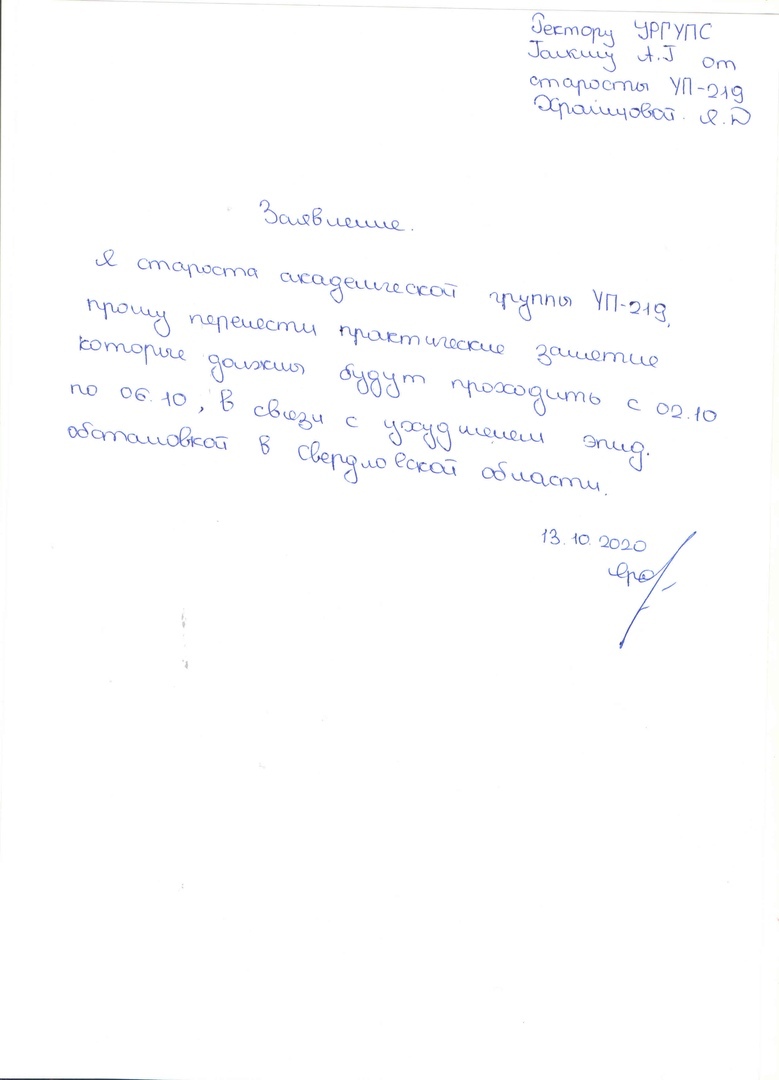 Ректору УРГУПС
Галкину А.Г от
старосты УП-219
Храмцовой. Я.Д
Заявление.
Я староста академической группы УП-219,
прошу перенести практические занятие
которые должны будут проходить с 02.10
по 06.10, в связи с ухудшением эпид.
обстановкой в свердловской области.
13.10.2020